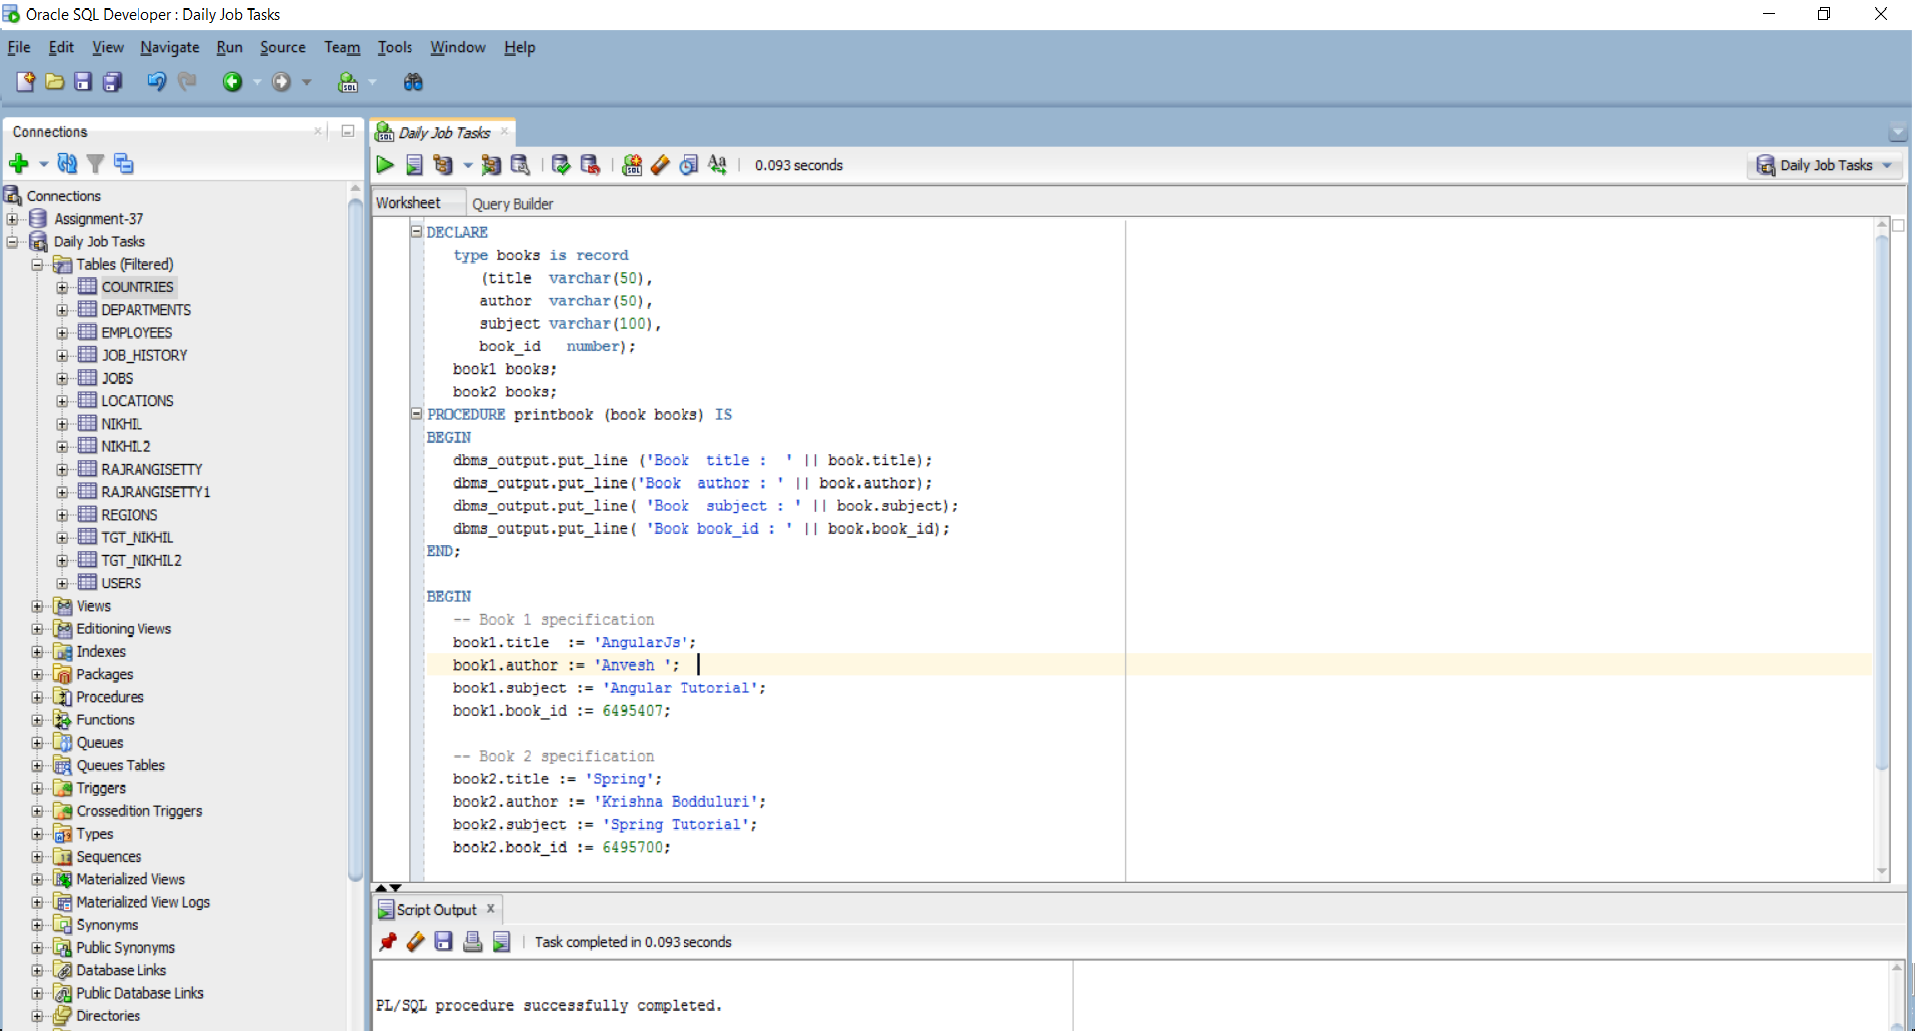 Oracle SQL Developer : Daily Job Tasks
File Edit View Navigate Run Source Team Tools Window Help
Connections
Connections
Assignment-37
Daily Job Tasks
Tables (Filtered)
COUNTRIES
DEPARTMENTS
EMPLOYEES
JOB_HISTORY
JOBS
LOCATIONS
NIKHIL
NIKHIL2
RAJRANGISETTY
RAJRANGISETTY1
REGIONS
TGT_NIKHIL
TGT_NIKHIL2
USERS
Views
Editioning Views
Indexes
Packages
Procedures
Functions
Queues
Queues Tables
Triggers
Crossedition Triggers
Types
Sequences
Materialized Views
Materialized View Logs
Synonyms
Public Synonyms
Database Links
Public Database Links
Directories
Daily Job Tasks
0.093 seconds
Daily Job Tasks
Worksheet Query Builder
DECLARE
   type books is record
      (title  varchar(50),
      author  varchar(50),
      subject varchar(100),
      book_id   number);
   book1 books;
   book2 books;
PROCEDURE printbook (book books) IS
BEGIN
   dbms_output.put_line ('Book  title :  ' || book.title);
   dbms_output.put_line('Book  author : ' || book.author);
   dbms_output.put_line( 'Book  subject : ' || book.subject);
   dbms_output.put_line( 'Book book_id : ' || book.book_id);
END;
BEGIN
   -- Book 1 specification
   book1.title  := 'AngularJs';
   book1.author := 'Anvesh ';
   book1.subject := 'Angular Tutorial';
   book1.book_id := 6495407;
   -- Book 2 specification
   book2.title := 'Spring';
   book2.author := 'Krishna Bodduluri';
   book2.subject := 'Spring Tutorial';
   book2.book_id := 6495700;
Script Output
Task completed in 0.093 seconds
PL/SQL procedure successfully completed.